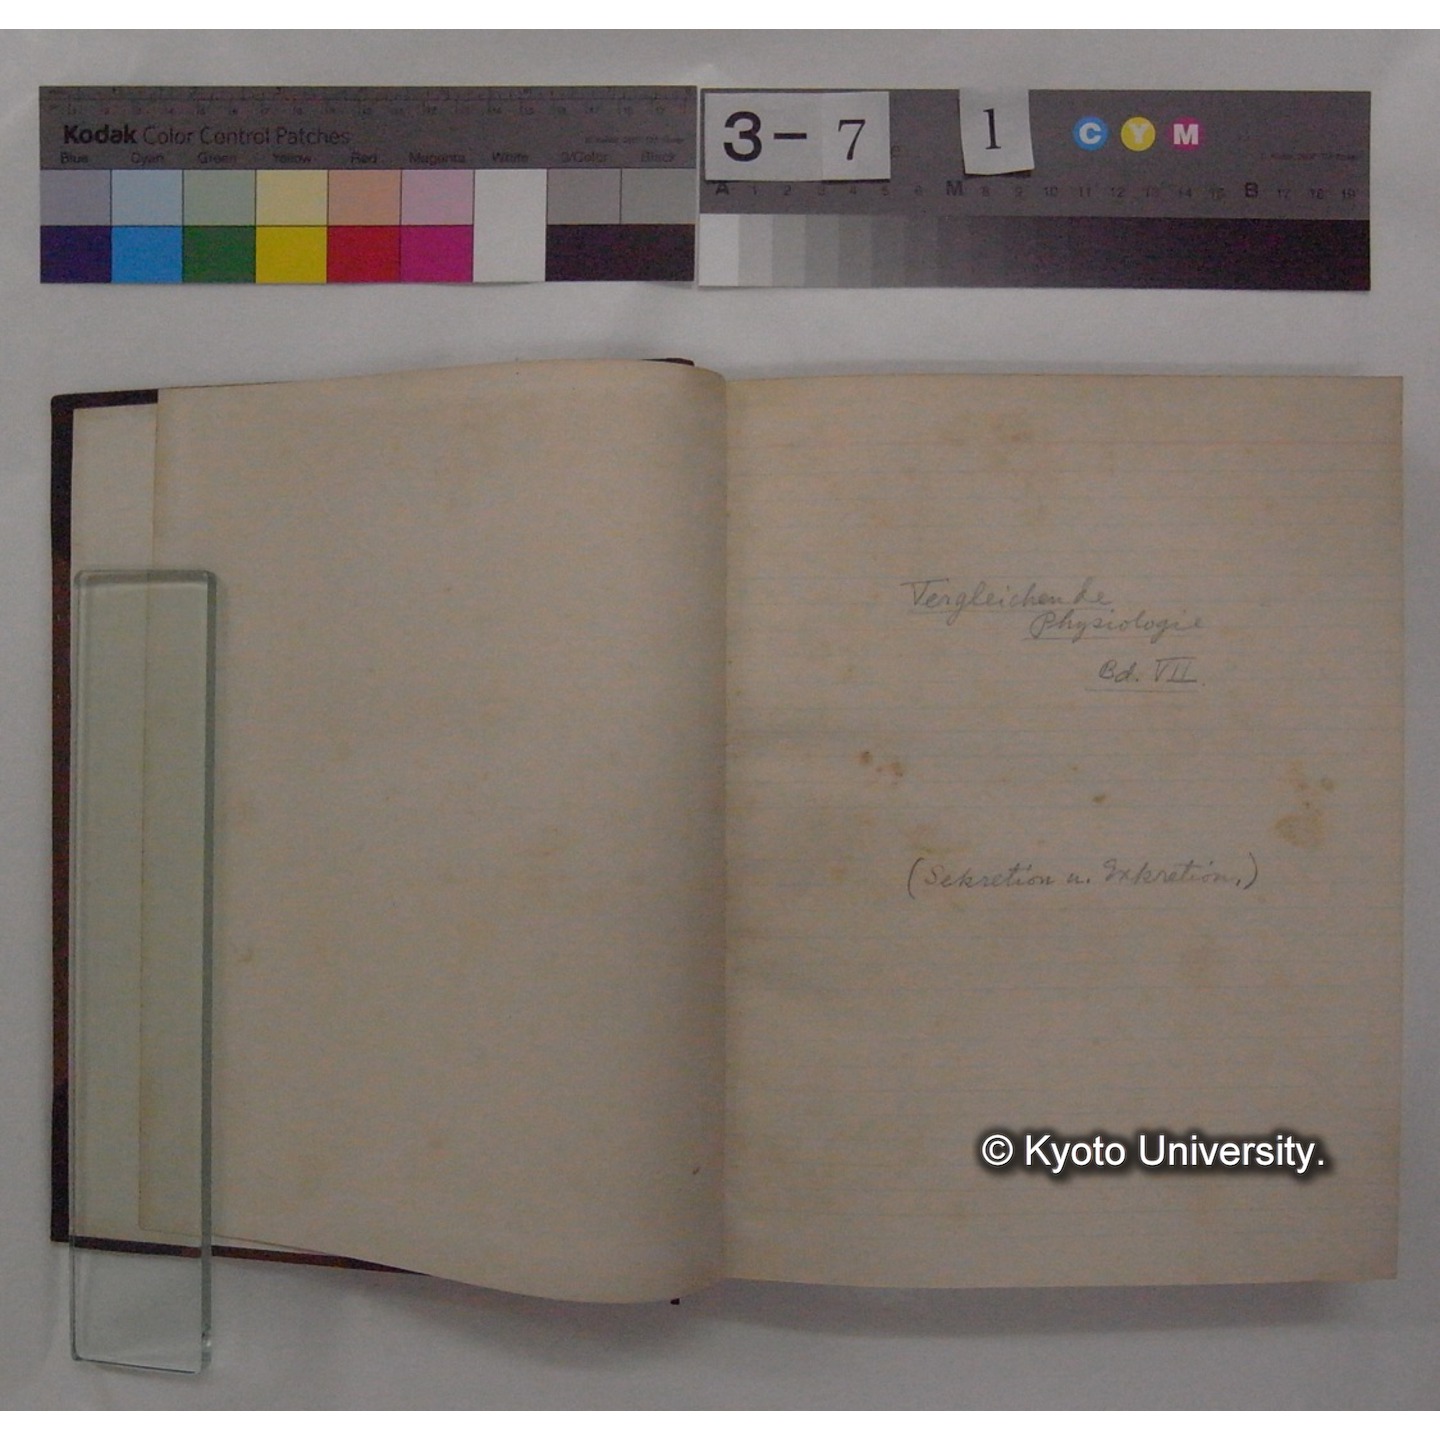 Kodak Color Control Patches
Blue Cyan Green Yellow Red Magenta White 3/Color Black
3-7
1
C Y M
A 1 2 3 4 5 6 M 8 9 10 11 12 13 14 15 B 17 18 19
Vergleichende
Physiologie
Bd. VII.
(Sekretion u. Exkretion.)
© Kyoto University.